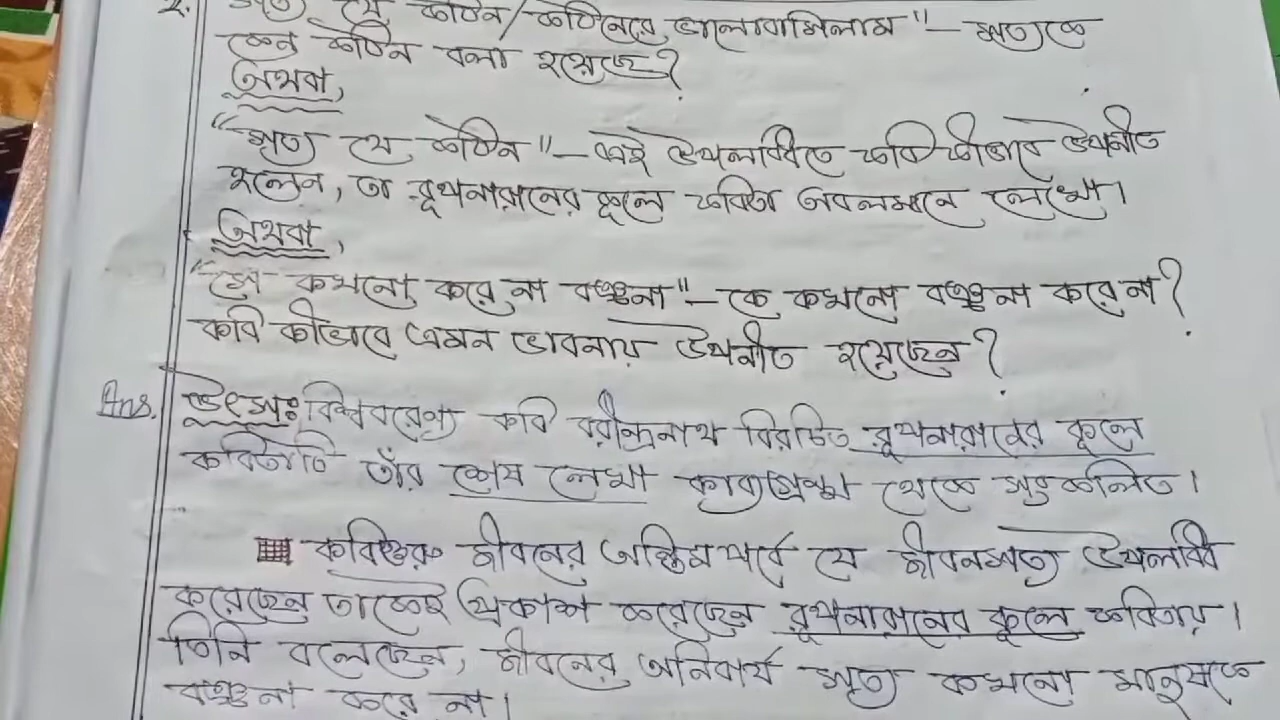 ২. সত্য যে কঠিন/কঠিনেরে ভালোবাসিলাম"– সত্যকে
কেন কঠিন বলা হয়েছে?
অথবা,
"সত্য যে কঠিন"– এই উপলব্ধিতে কবি কীভাবে উপনীত
হলেন, তা রূপনারানের কূলে কবিতা অবলম্বনে লেখো।
অথবা,
"সে কখনো করে না বঞ্চনা"– কে কখনো বঞ্চনা করে না?
কবি কীভাবে এমন ভাবনায় উপনীত হয়েছেন?
Ans. উৎস: বিশ্ববরেণ্য কবি রবীন্দ্রনাথ বিরচিত রূপনারানের কূলে
কবিতাটি তাঁর শেষ লেখা কাব্যগ্রন্থ থেকে সংকলিত।
কবিগুরু জীবনের অন্তিমপর্বে যে জীবনসত্য উপলব্ধি
করেছেন তাকেই প্রকাশ করেছেন রূপনারানের কূলে কবিতায়।
তিনি বলেছেন, জীবনের অনিবার্য সত্য কখনো মানুষকে
বঞ্চনা করে না।